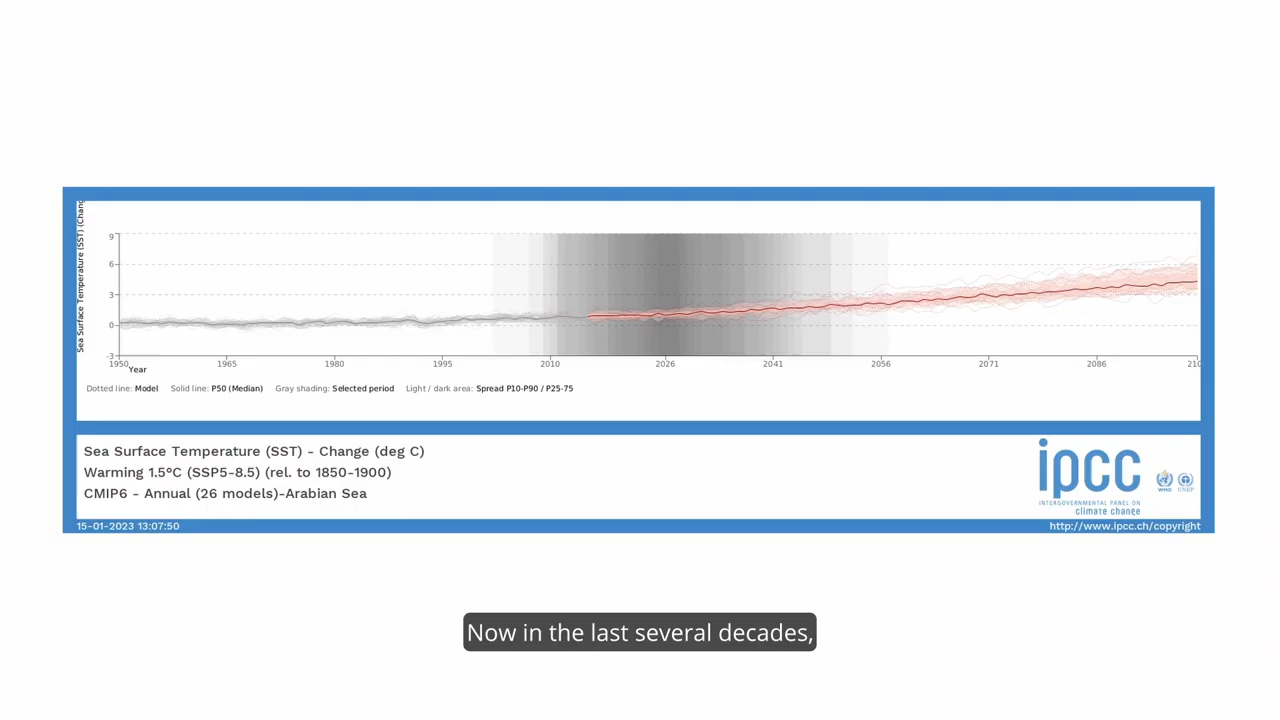 Sea Surface Temperature (SST) (Chang
9
6
3
0
-3
1950 1965 1980 1995 2010 2026 2041 2056 2071 2086 210
Year
Dotted line: Model Solid line: P50 (Median) Gray shading: Selected period Light / dark area: Spread P10-P90 / P25-75
Sea Surface Temperature (SST) - Change (deg C)
Warming 1.5°C (SSP5-8.5) (rel. to 1850-1900)
CMIP6 - Annual (26 models)-Arabian Sea
ipcc
INTERGOVERNMENTAL PANEL ON
climate change
WMO UNEP
15-01-2023 13:07:50 http://www.ipcc.ch/copyright
Now in the last several decades,